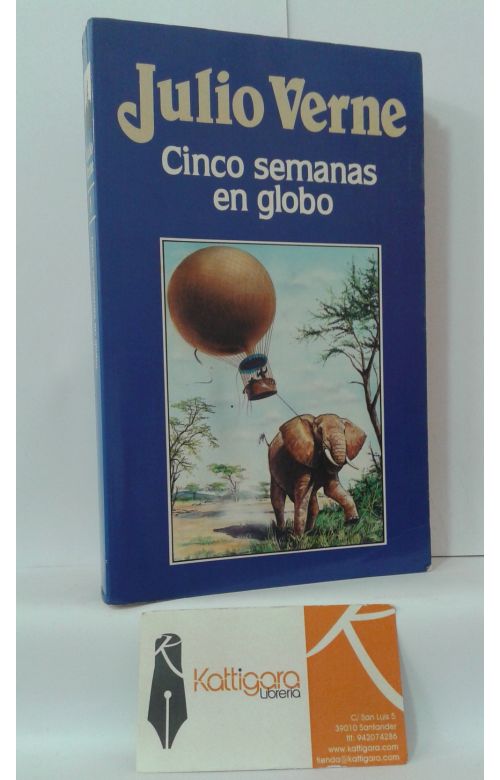 Julio Verne
Cinco semanas
en globo
Kattigara
Librería
C/ San Luis 5
39010 Santander
tlf: 942074286
www.kattigara.com
tienda@kattigara.com